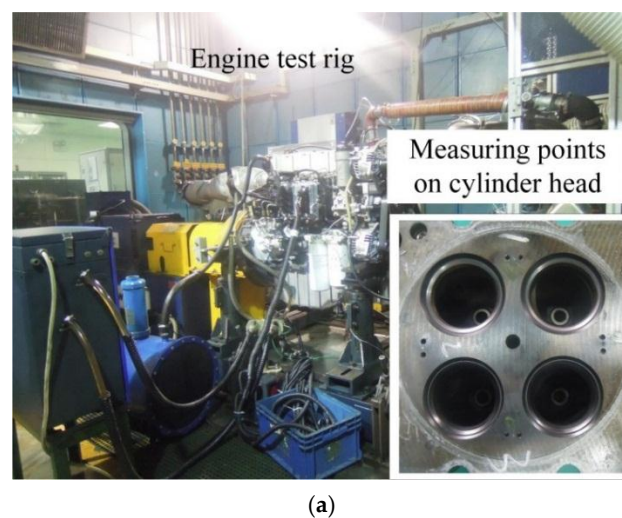 Engine test rig
Measuring points
on cylinder head
(a)